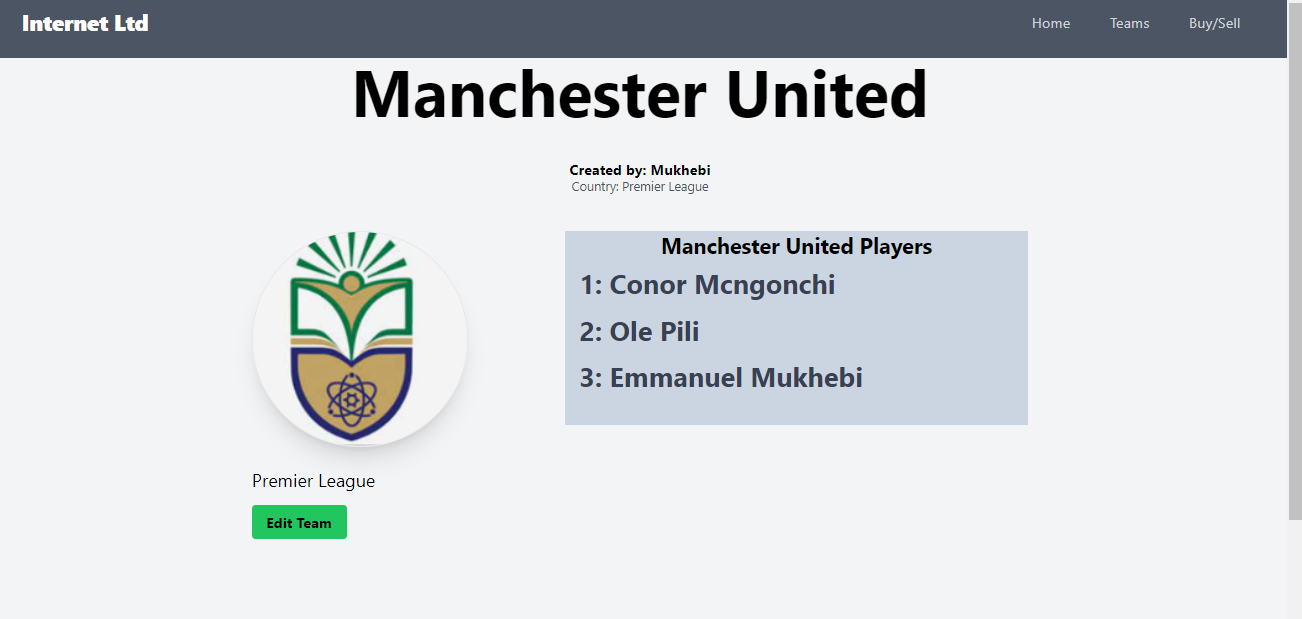 Internet Ltd
Home Teams Buy/Sell
Manchester United
Created by: Mukhebi
Country: Premier League
Manchester United Players
1: Conor Mcngonchi
2: Ole Pili
3: Emmanuel Mukhebi
Premier League
Edit Team